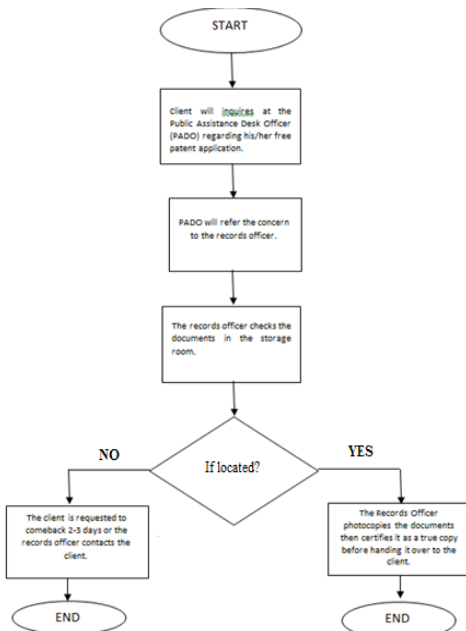 START
Client will inquires at the
Public Assistance Desk Officer
(PADO) regarding his/her free
patent application.
PADO will refer the concern
to the records officer.
The records officer checks the
documents in the storage
room.
If located?
NO
YES
The client is requested to
comeback 2-3 days or the
records officer contacts the
client.
The Records Officer
photocopies the documents
then certifies it as a true copy
before handing it over to the
client.
END
END